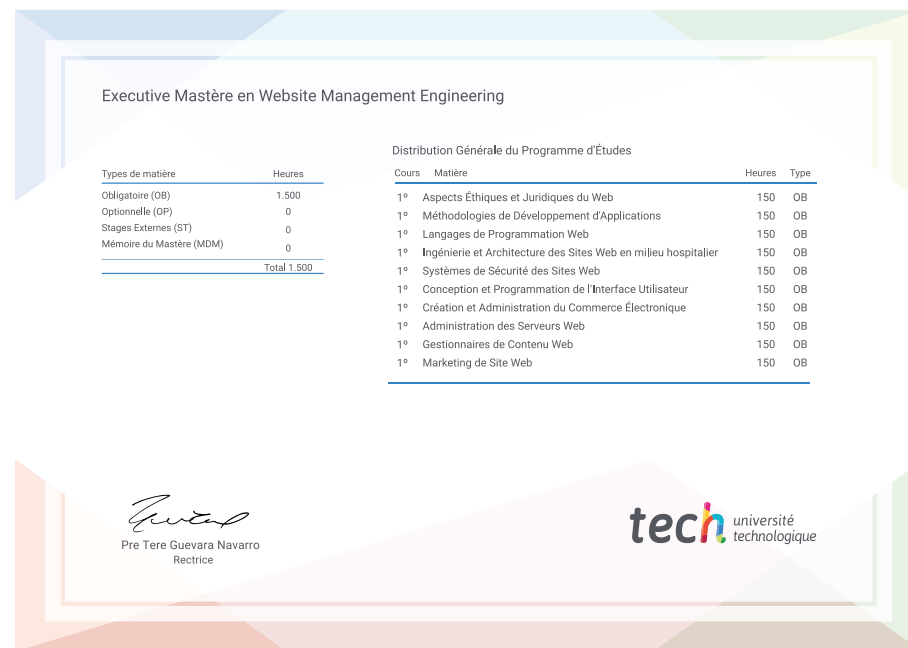 Executive Mastère en Website Management Engineering
Types de matière Heures
Obligatoire (OB) 1.500
Optionnelle (OP) 0
Stages Externes (ST) 0
Mémoire du Mastère (MDM) 0
Total 1.500
Distribution Générale du Programme d'Études
Cours Matière Heures Type
1º Aspects Éthiques et Juridiques du Web 150 OB
1º Méthodologies de Développement d'Applications 150 OB
1º Langages de Programmation Web 150 OB
1º Ingénierie et Architecture des Sites Web en milieu hospitalier 150 OB
1º Systèmes de Sécurité des Sites Web 150 OB
1º Conception et Programmation de l'Interface Utilisateur 150 OB
1º Création et Administration du Commerce Électronique 150 OB
1º Administration des Serveurs Web 150 OB
1º Gestionnaires de Contenu Web 150 OB
1º Marketing de Site Web 150 OB
Pre Tere Guevara Navarro
Rectrice
tech université
technologique